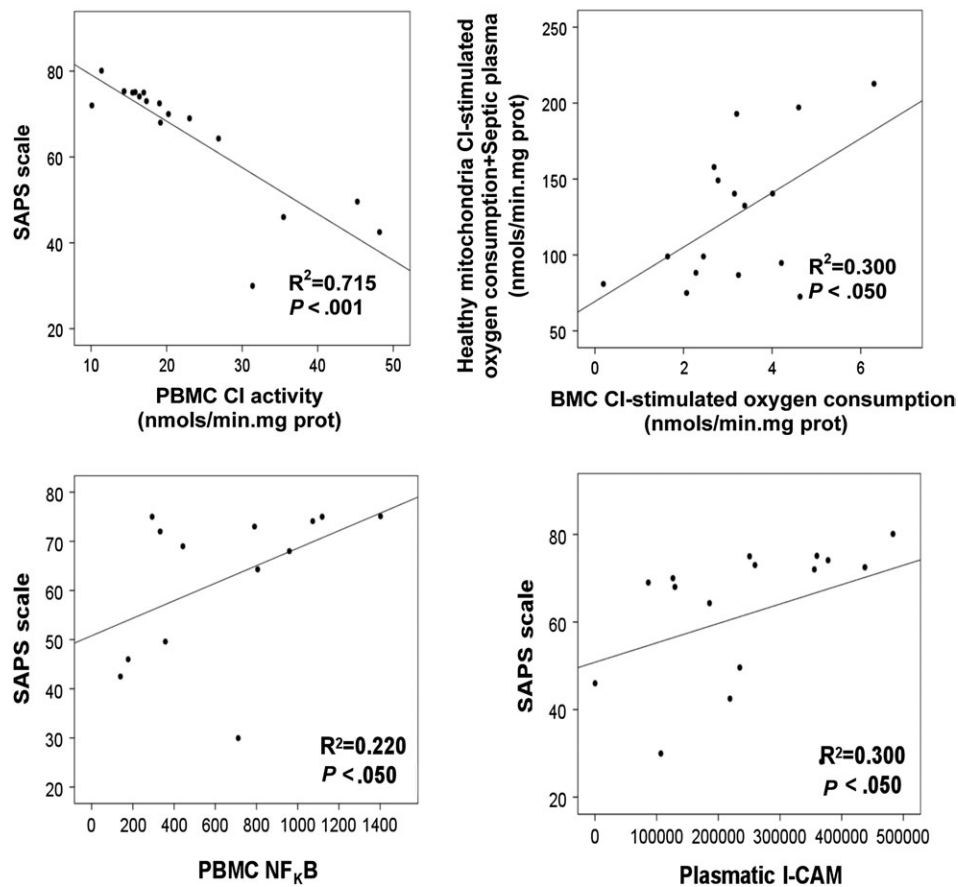 SAPS scale
80
60
40
20
R²=0.715
P < .001
10 20 30 40 50
PBMC CI activity
(nmols/min.mg prot)
Healthy mitochondria CI-stimulated
oxygen consumption+Septic plasma
(nmols/min.mg prot)
250
200
150
100
50
R²=0.300
P < .050
0 2 4 6
BMC CI-stimulated oxygen consumption
(nmols/min.mg prot)
SAPS scale
80
70
60
50
40
30
20
R²=0.220
P <.050
0 200 400 600 800 1000 1200 1400
PBMC NFKB
SAPS scale
80
60
40
20
R²=0.300
P <.050
0 100000 200000 300000 400000 500000
Plasmatic I-CAM